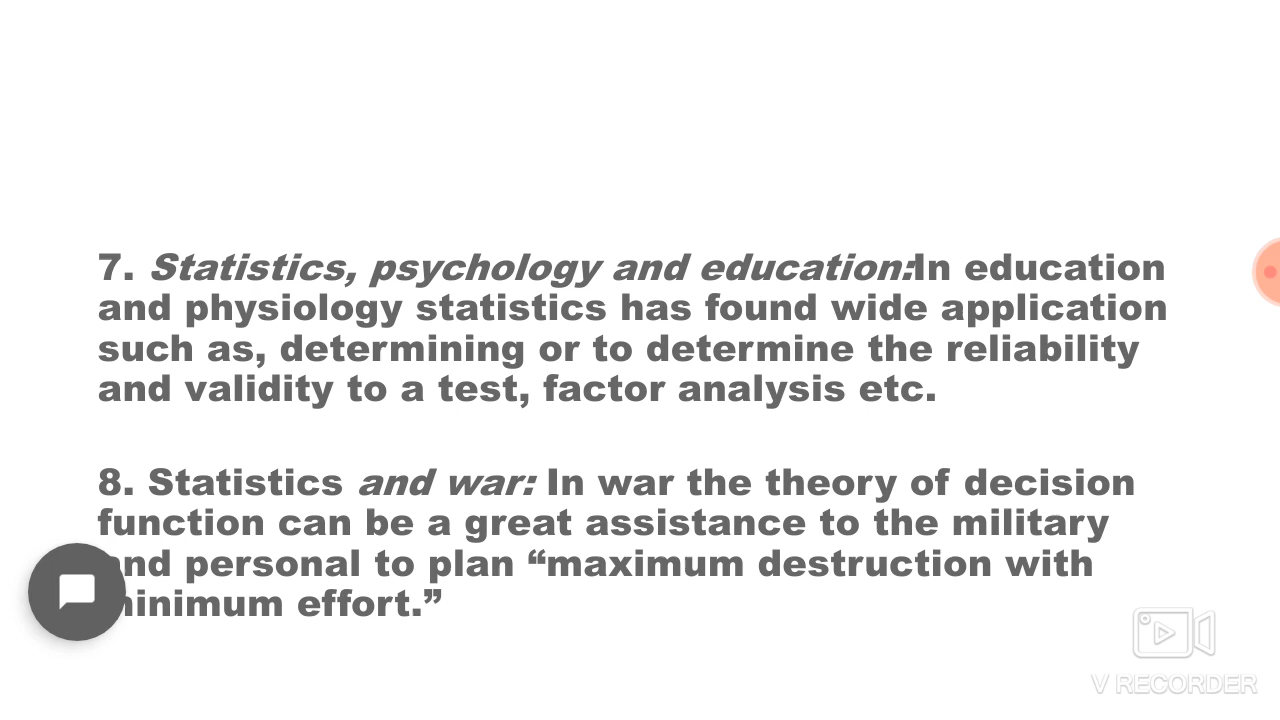 7. Statistics, psychology and education:In education
and physiology statistics has found wide application
such as, determining or to determine the reliability
and validity to a test, factor analysis etc.
8. Statistics and war: In war the theory of decision
function can be a great assistance to the military
and personal to plan “maximum destruction with
minimum effort.”
V RECORDER